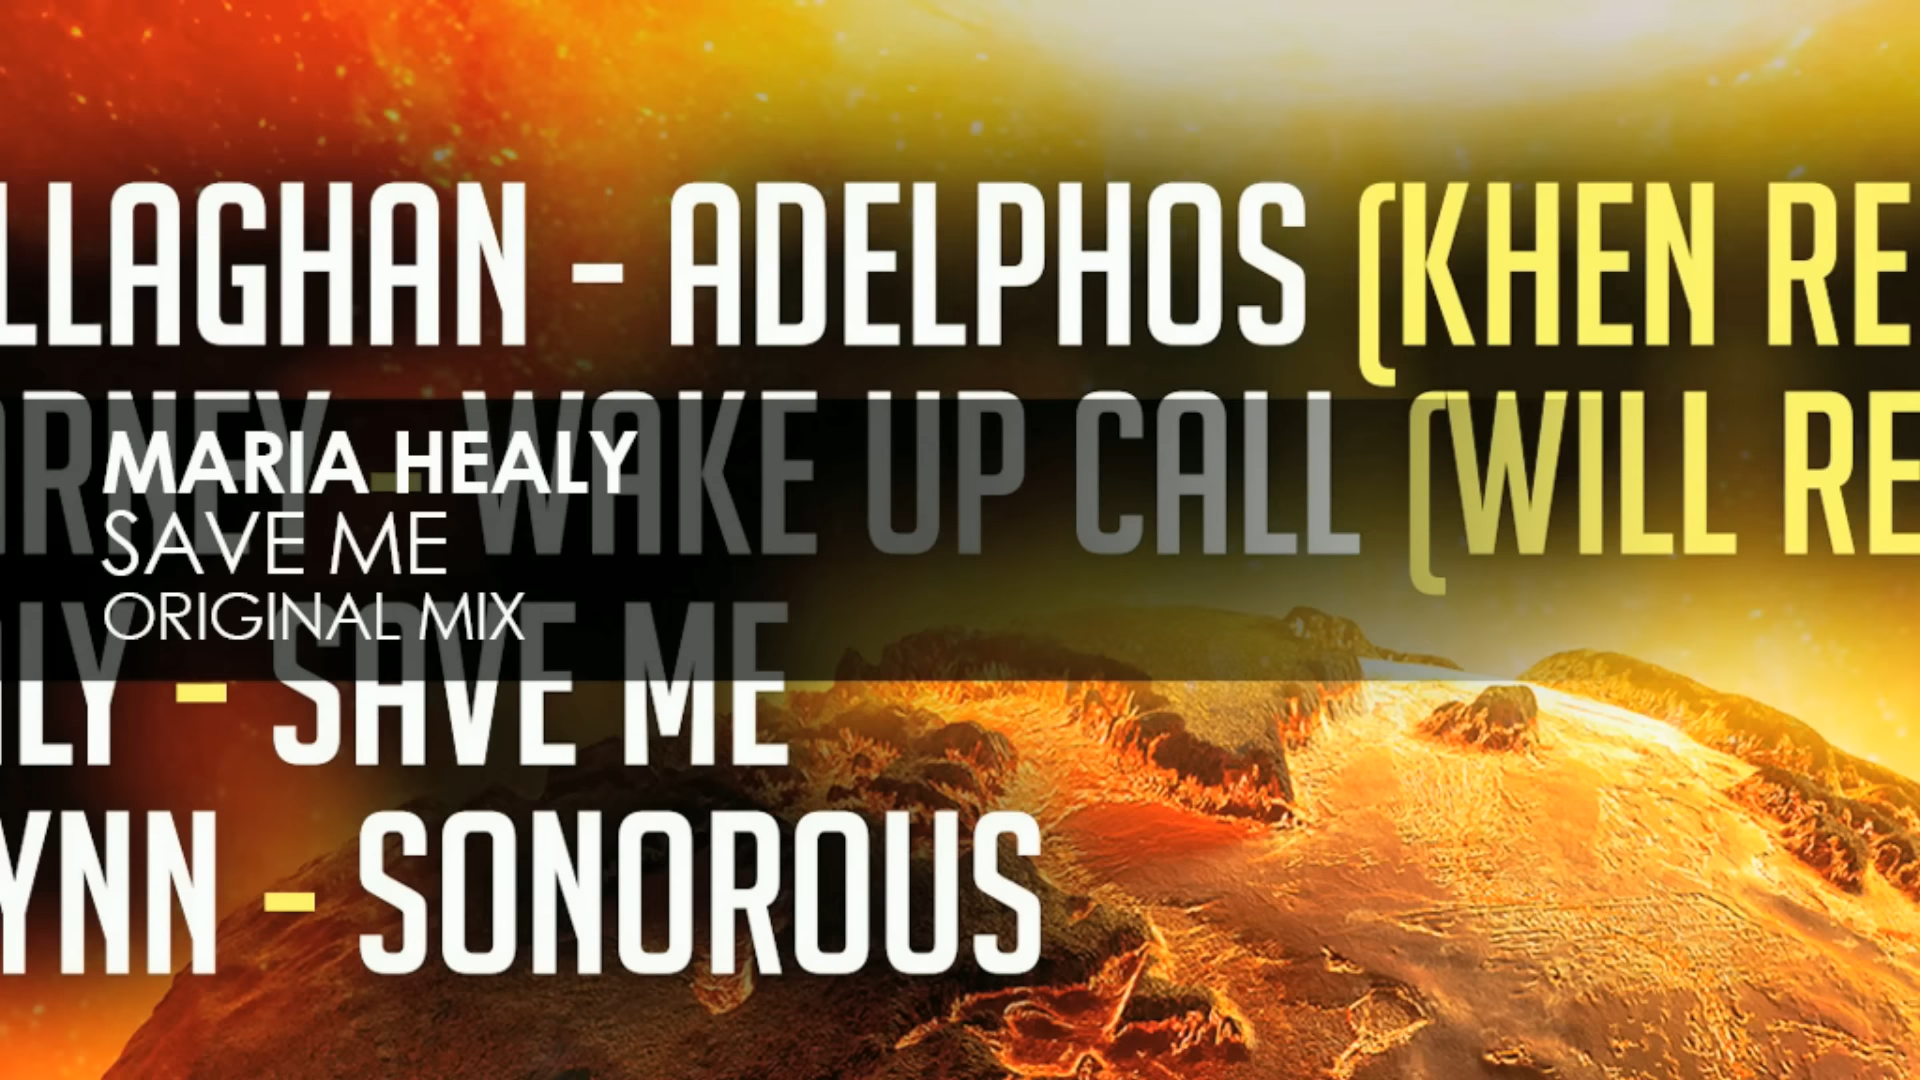 LLAGHAN - ADELPHOS (KHEN RE
ARNEY - WAKE UP CALL (WILL RE
MARIA HEALY
SAVE ME
ORIGINAL MIX
LY - SAVE ME
YNN - SONOROUS